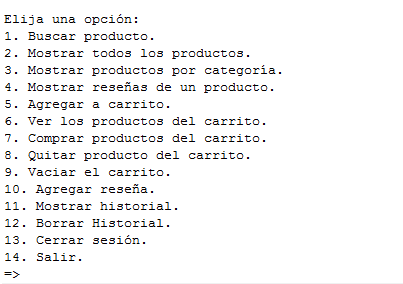 Elija una opción:
1. Buscar producto.
2. Mostrar todos los productos.
3. Mostrar productos por categoría.
4. Mostrar reseñas de un producto.
5. Agregar a carrito.
6. Ver los productos del carrito.
7. Comprar productos del carrito.
8. Quitar producto del carrito.
9. Vaciar el carrito.
10. Agregar reseña.
11. Mostrar historial.
12. Borrar Historial.
13. Cerrar sesión.
14. Salir.
=>